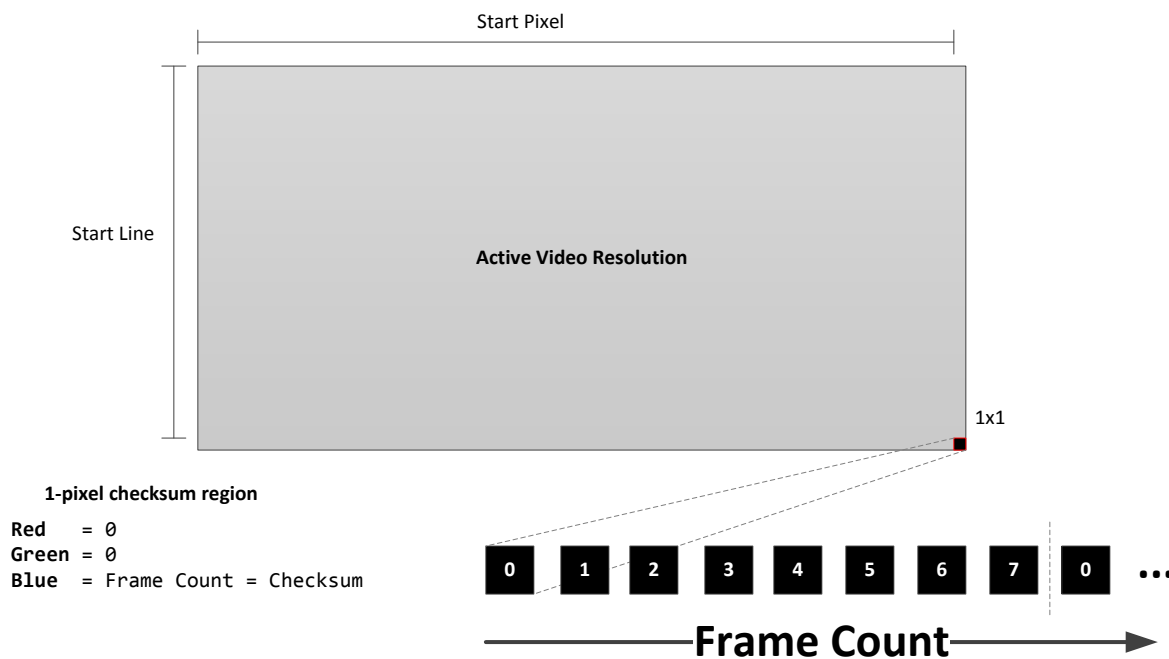 Start Pixel
Start Line
Active Video Resolution
1x1
1-pixel checksum region
Red = 0
Green = 0
Blue = Frame Count = Checksum
0 1 2 3 4 5 6 7 0 ...
Frame Count